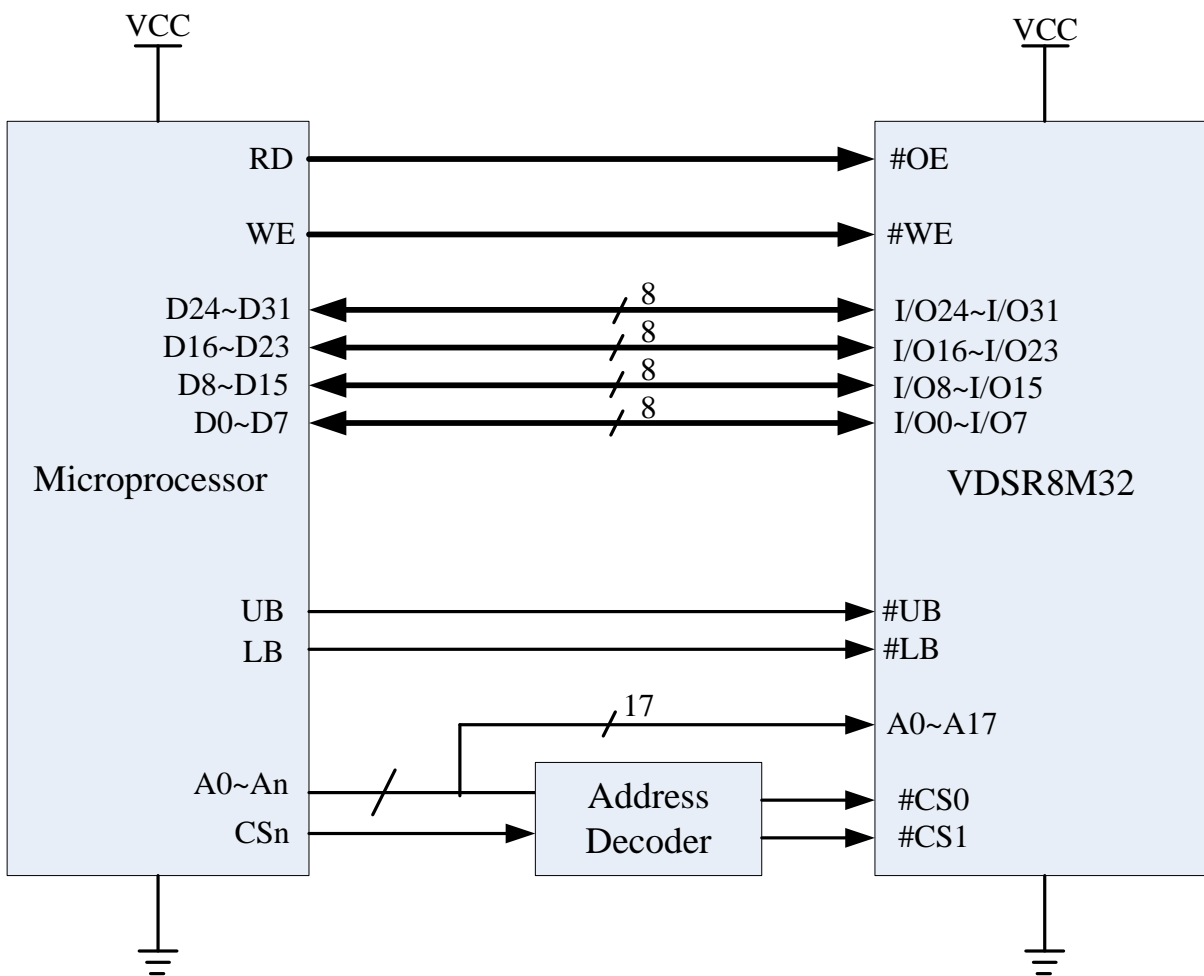 VCC VCC
RD #OE
WE #WE
D24~D31 8 I/O24~I/O31
D16~D23 8 I/O16~I/O23
D8~D15 8 I/O8~I/O15
D0~D7 8 I/O0~I/O7
Microprocessor VDSR8M32
UB #UB
LB #LB
17 A0~A17
A0~An Address #CS0
CSn Decoder #CS1